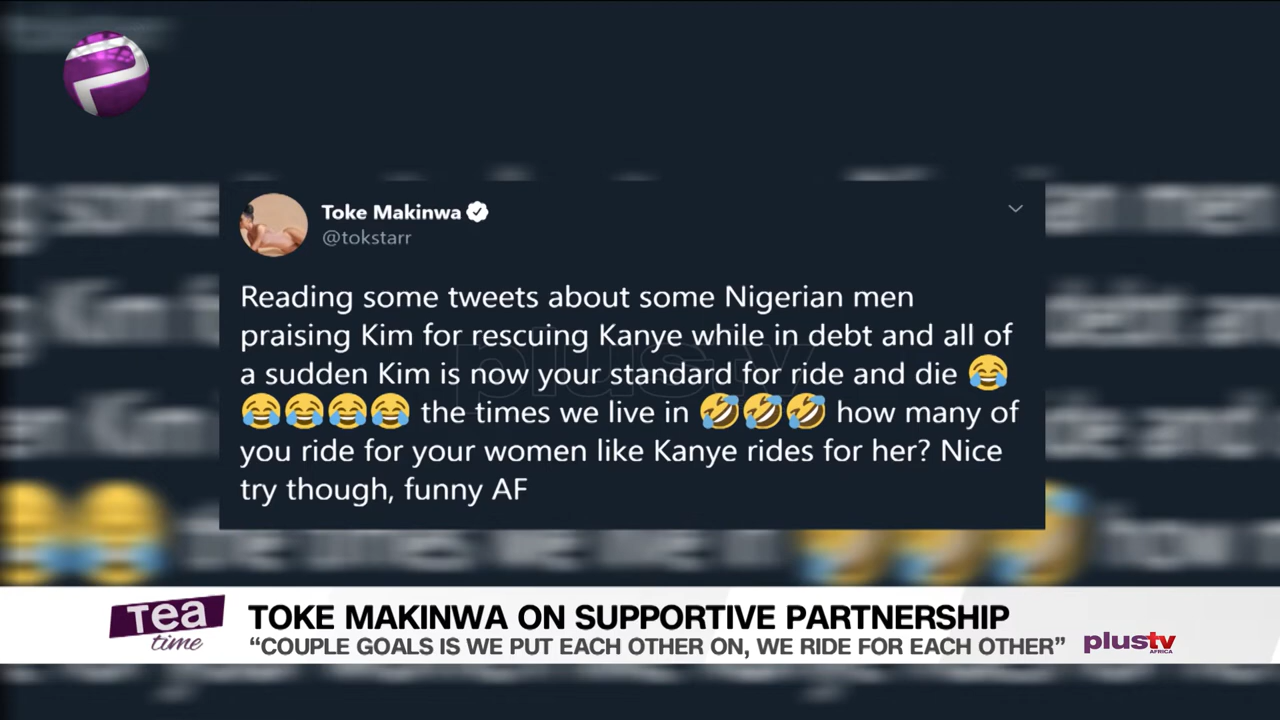 Toke Makinwa
@tokstarr
Reading some tweets about some Nigerian men
praising Kim for rescuing Kanye while in debt and all of
a sudden Kim is now your standard for ride and die 😂
😂😂😂😂 the times we live in 🤣🤣🤣 how many of
you ride for your women like Kanye rides for her? Nice
try though, funny AF
plustv
Tea
time
TOKE MAKINWA ON SUPPORTIVE PARTNERSHIP
“COUPLE GOALS IS WE PUT EACH OTHER ON, WE RIDE FOR EACH OTHER”
plustv
AFRICA